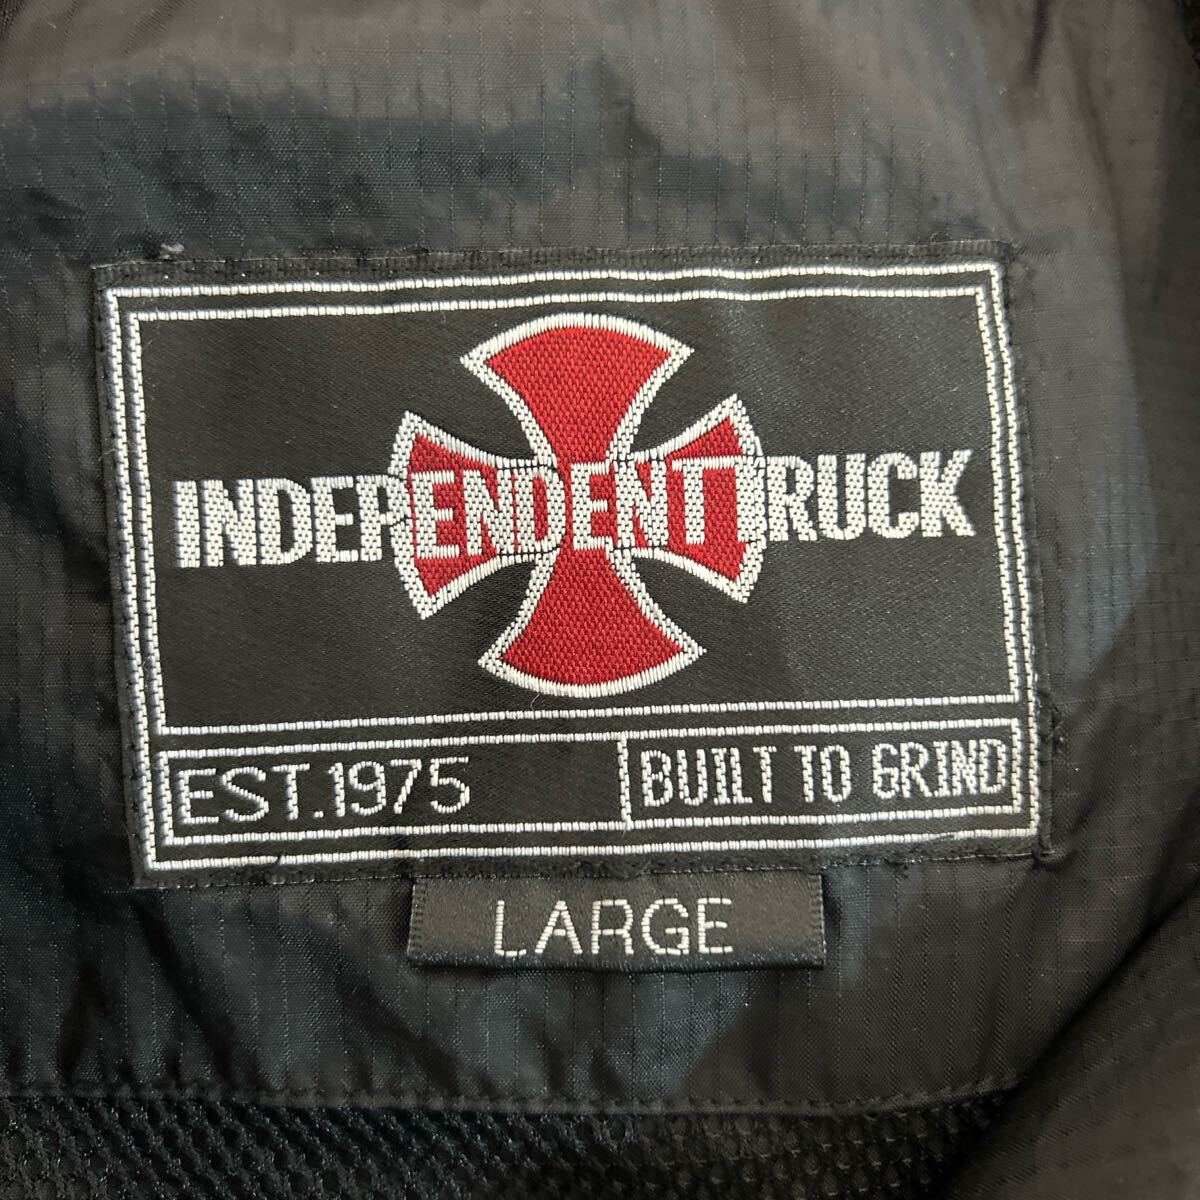 INDEPENDENT TRUCK
EST.1975
BUILT TO GRIND
LARGE